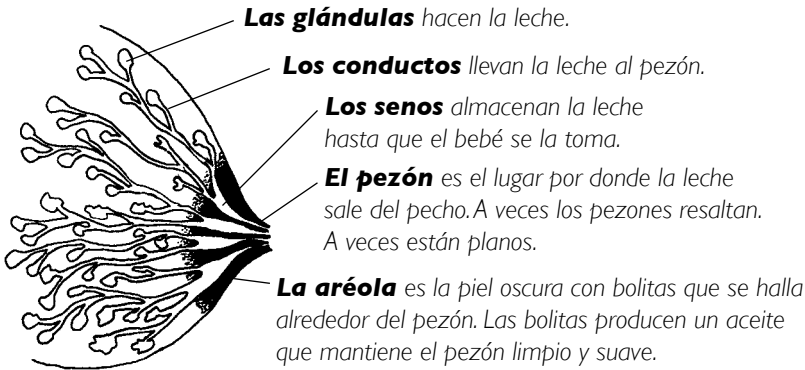 Las glándulas hacen la leche.
Los conductos llevan la leche al pezón.
Los senos almacenan la leche
hasta que el bebé se la toma.
El pezón es el lugar por donde la leche
sale del pecho. A veces los pezones resaltan.
A veces están planos.
La aréola es la piel oscura con bolitas que se halla
alrededor del pezón. Las bolitas producen un aceite
que mantiene el pezón limpio y suave.